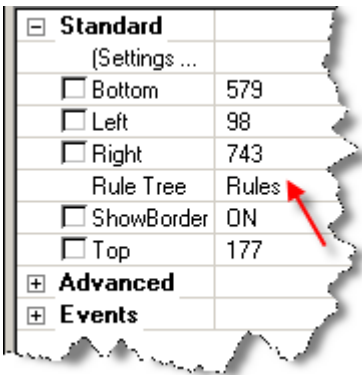 Standard
(Settings ...
Bottom 579
Left 98
Right 743
Rule Tree Rules
ShowBorder ON
Top 177
Advanced
Events